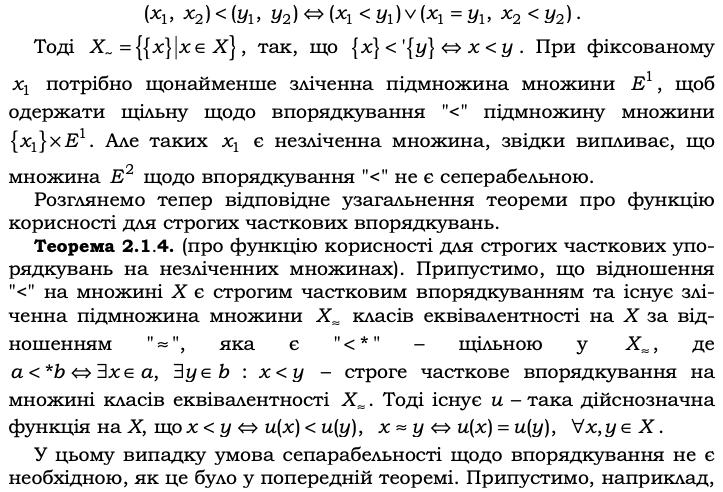 (x₁, x₂) < (y₁, y₂) ⇔ (x₁ < y₁) ∨ (x₁ = y₁, x₂ < y₂) .
Тоді X~ = {{x}|x ∈ X}, так, що {x} < '{y} ⇔ x < y . При фіксованому
x₁ потрібно щонайменше зліченна підмножина множини E¹, щоб
одержати щільну щодо впорядкування "<" підмножину множини
{x₁}×E¹. Але таких x₁ є незліченна множина, звідки випливає, що
множина E² щодо впорядкування "<" не є сеперабельною.
Розглянемо тепер відповідне узагальнення теореми про функцію
корисності для строгих часткових впорядкувань.
Теорема 2.1.4. (про функцію корисності для строгих часткових упо-
рядкувань на незліченних множинах). Припустимо, що відношення
"<" на множині X є строгим частковим впорядкуванням та існує злі-
ченна підмножина множини X≈ класів еквівалентності на X за від-
ношенням "≈", яка є "<*" – щільною у X≈, де
a <*b ⇔ ∃x ∈ a, ∃y ∈ b : x < y – строге часткове впорядкування на
множині класів еквівалентності X≈. Тоді існує u – така дійснозначна
функція на X, що x < y ⇔ u(x) < u(y), x ≈ y ⇔ u(x) = u(y), ∀x,y ∈ X .
У цьому випадку умова сепарабельності щодо впорядкування не є
необхідною, як це було у попередній теоремі. Припустимо, наприклад,